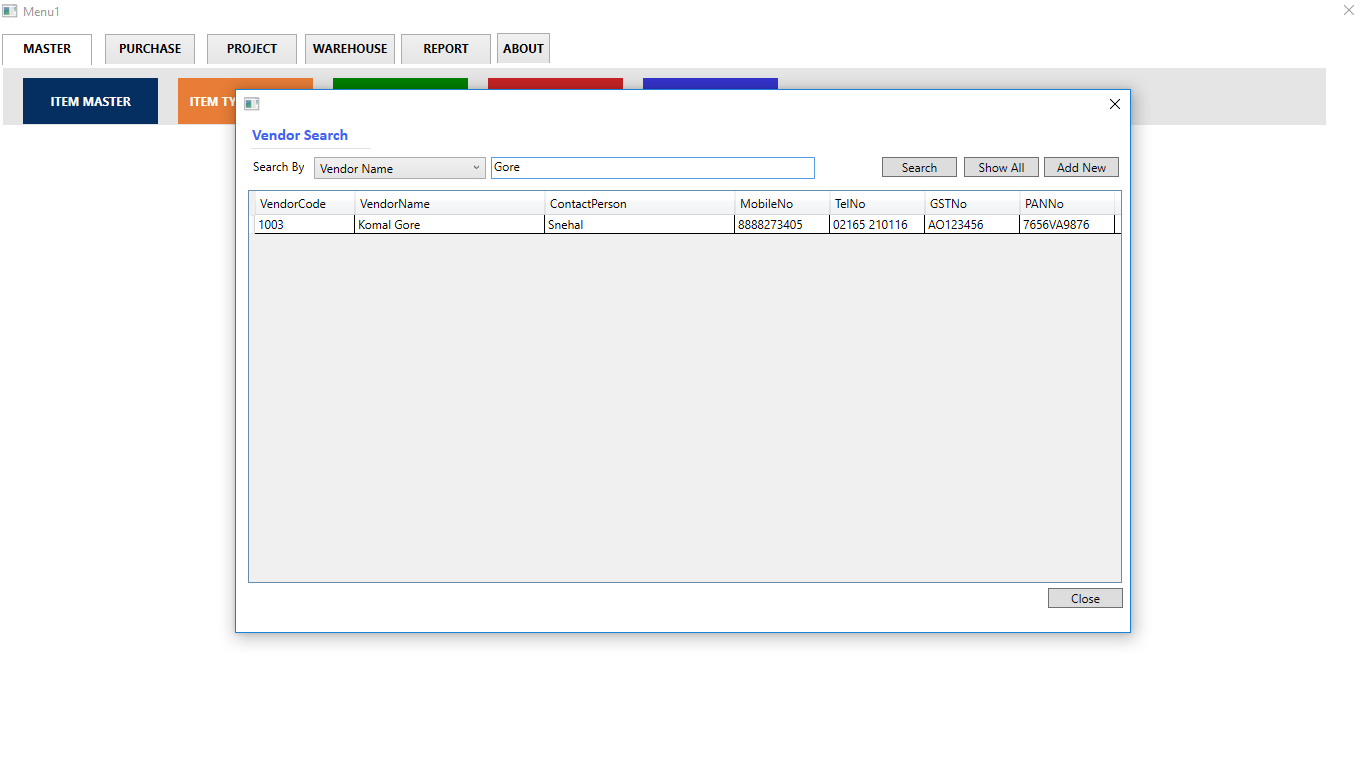 Menu1
MASTER PURCHASE PROJECT WAREHOUSE REPORT ABOUT
ITEM MASTER ITEM TY
Vendor Search
Search By Vendor Name Gore Search Show All Add New
VendorCode VendorName ContactPerson MobileNo TelNo GSTNo PANNo
1003 Komal Gore Snehal 8888273405 02165 210116 AO123456 7656VA9876
Close